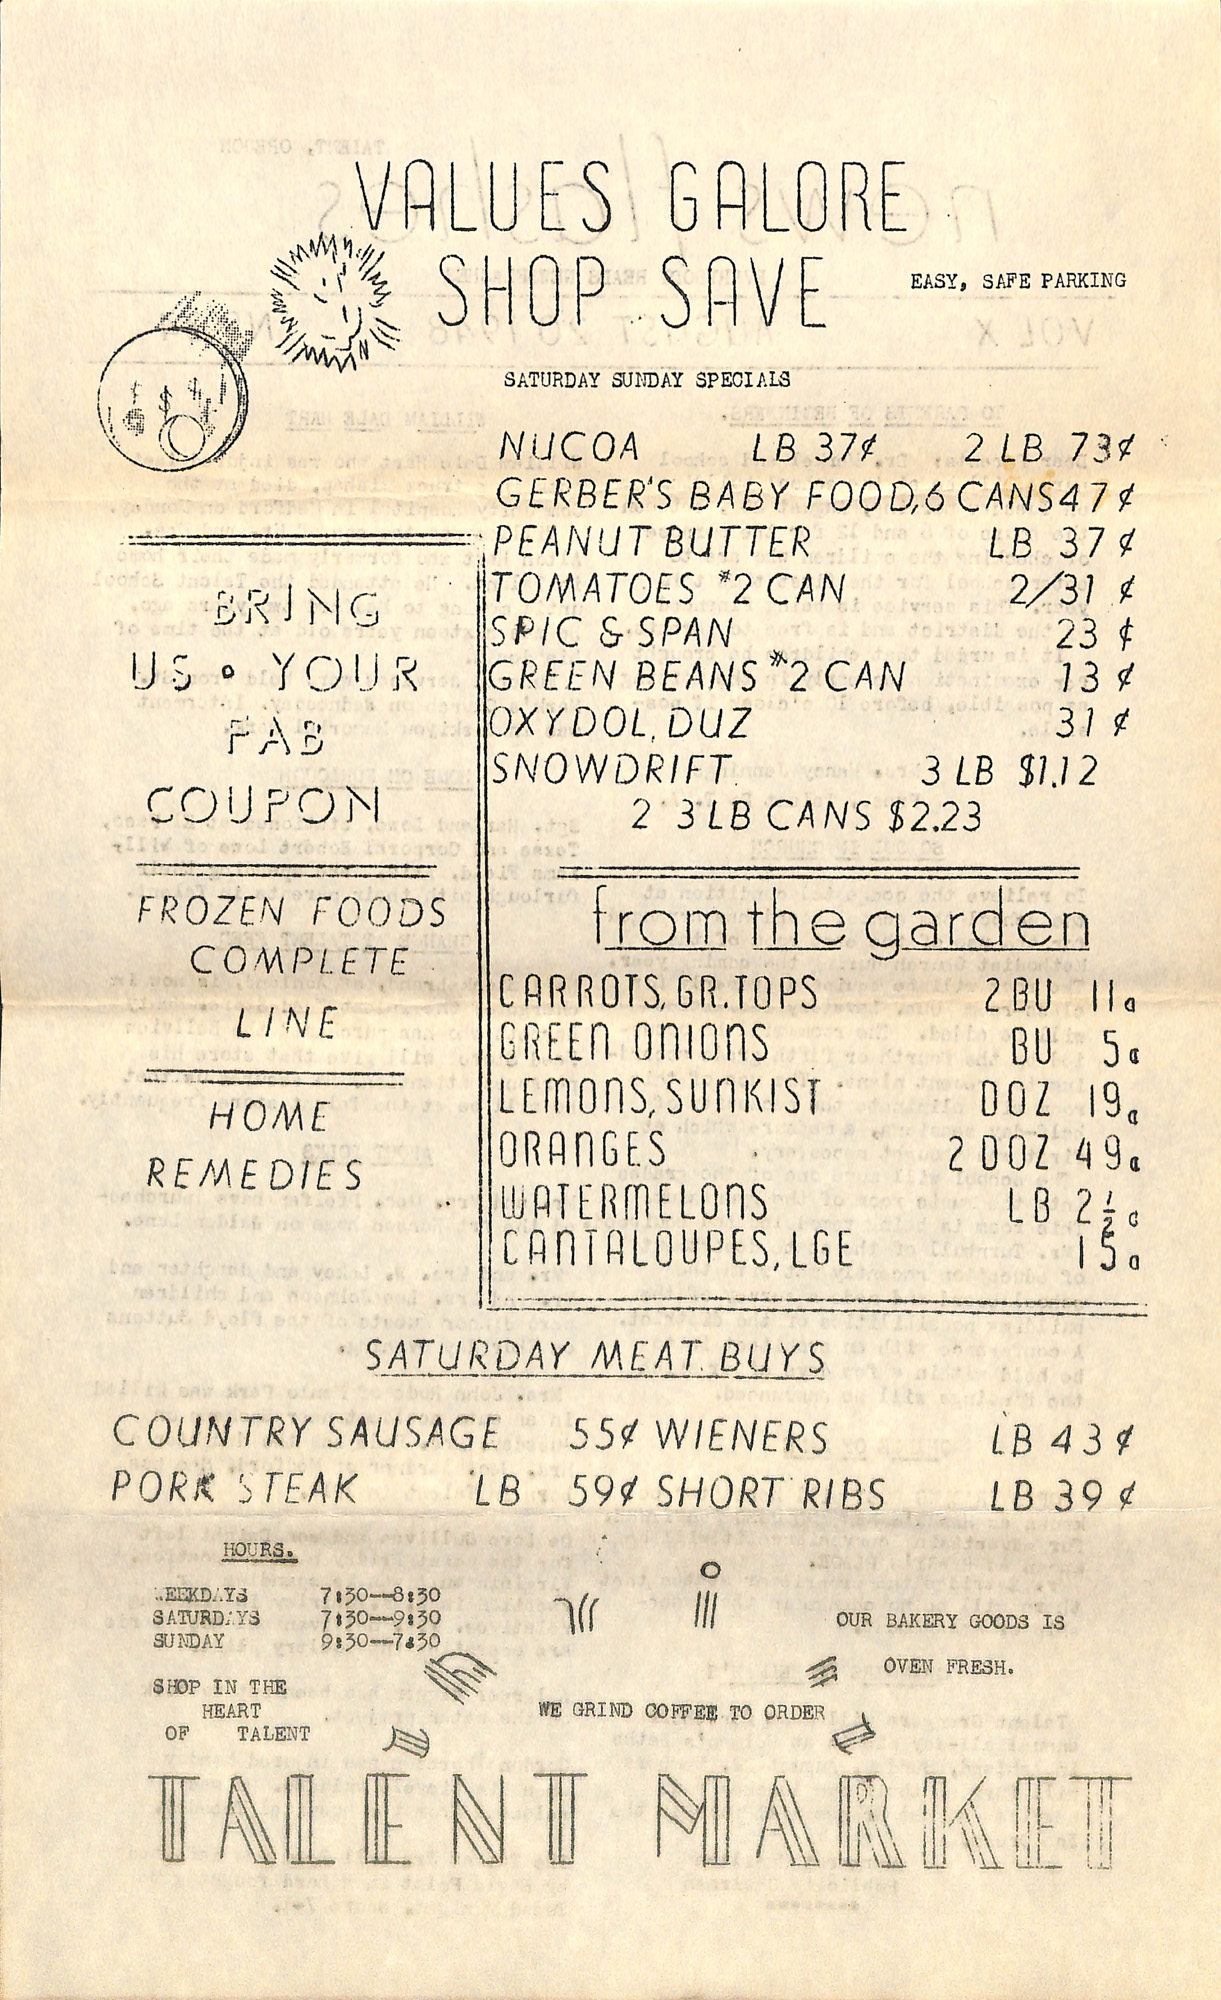 VALUES GALORE
SHOP SAVE
EASY, SAFE PARKING
SATURDAY SUNDAY SPECIALS
NUCOA LB 37¢ 2 LB 73¢
GERBER'S BABY FOOD,6 CANS 47¢
PEANUT BUTTER LB 37¢
TOMATOES #2 CAN 2/31 ¢
SPIC & SPAN 23 ¢
GREEN BEANS #2 CAN 13 ¢
OXYDOL, DUZ 31 ¢
SNOWDRIFT 3 LB $1.12
2 3 LB CANS $2.23
BRING
US • YOUR
FAB
COUPON
FROZEN FOODS
COMPLETE
LINE
HOME
REMEDIES
from the garden
CARROTS, GR. TOPS 2 BU 11¢
GREEN ONIONS BU 5¢
LEMONS, SUNKIST DOZ 19¢
ORANGES 2 DOZ 49¢
WATERMELONS LB 2½¢
CANTALOUPES, LGE 15¢
SATURDAY MEAT BUYS
COUNTRY SAUSAGE 55¢ WIENERS LB 43¢
PORK STEAK LB 59¢ SHORT RIBS LB 39¢
HOURS.
WEEKDAYS 7:30--8:30
SATURDAYS 7:30--9:30
SUNDAY 9:30--7:30
OUR BAKERY GOODS IS
OVEN FRESH.
SHOP IN THE
HEART
OF TALENT
WE GRIND COFFEE TO ORDER
TALENT MARKET